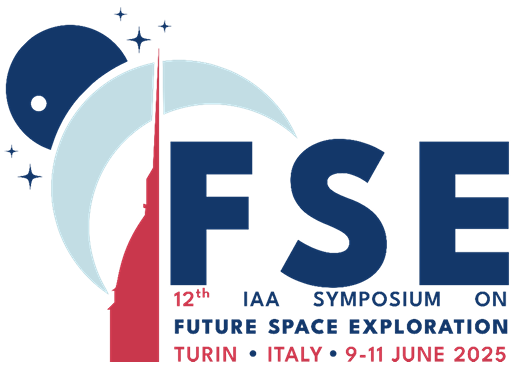 FSE
12th IAA SYMPOSIUM ON
FUTURE SPACE EXPLORATION
TURIN • ITALY • 9-11 JUNE 2025